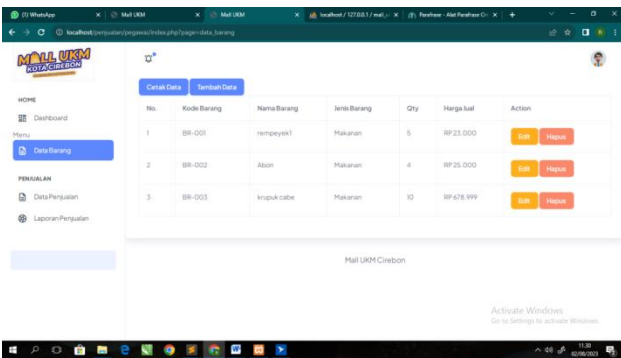 (1) WhatsApp
Mall UKM
Mall UKM
localhost / 127.0.0.1 / mall_u
Parafrase - Alat Parafrase On
localhost/penjualan/pegawai/index.php?page=data_barang
MALL UKM
KOTA CIREBON
Cetak Data
Tambah Data
HOME
Dashboard
Menu
Data Barang
PENJUALAN
Data Penjualan
Laporan Penjualan
No. Kode Barang Nama Barang Jenis Barang Qty Harga Jual Action
1 BR-001 rempeyek1 Makanan 5 RP 23.000 Edit Hapus
2 BR-002 Abon Makanan 4 RP 25.000 Edit Hapus
3 BR-003 krupuk cabe Makanan 10 RP 678.999 Edit Hapus
Mall UKM Cirebon
Activate Windows
Go to Settings to activate Windows.
11.30
02/08/2023